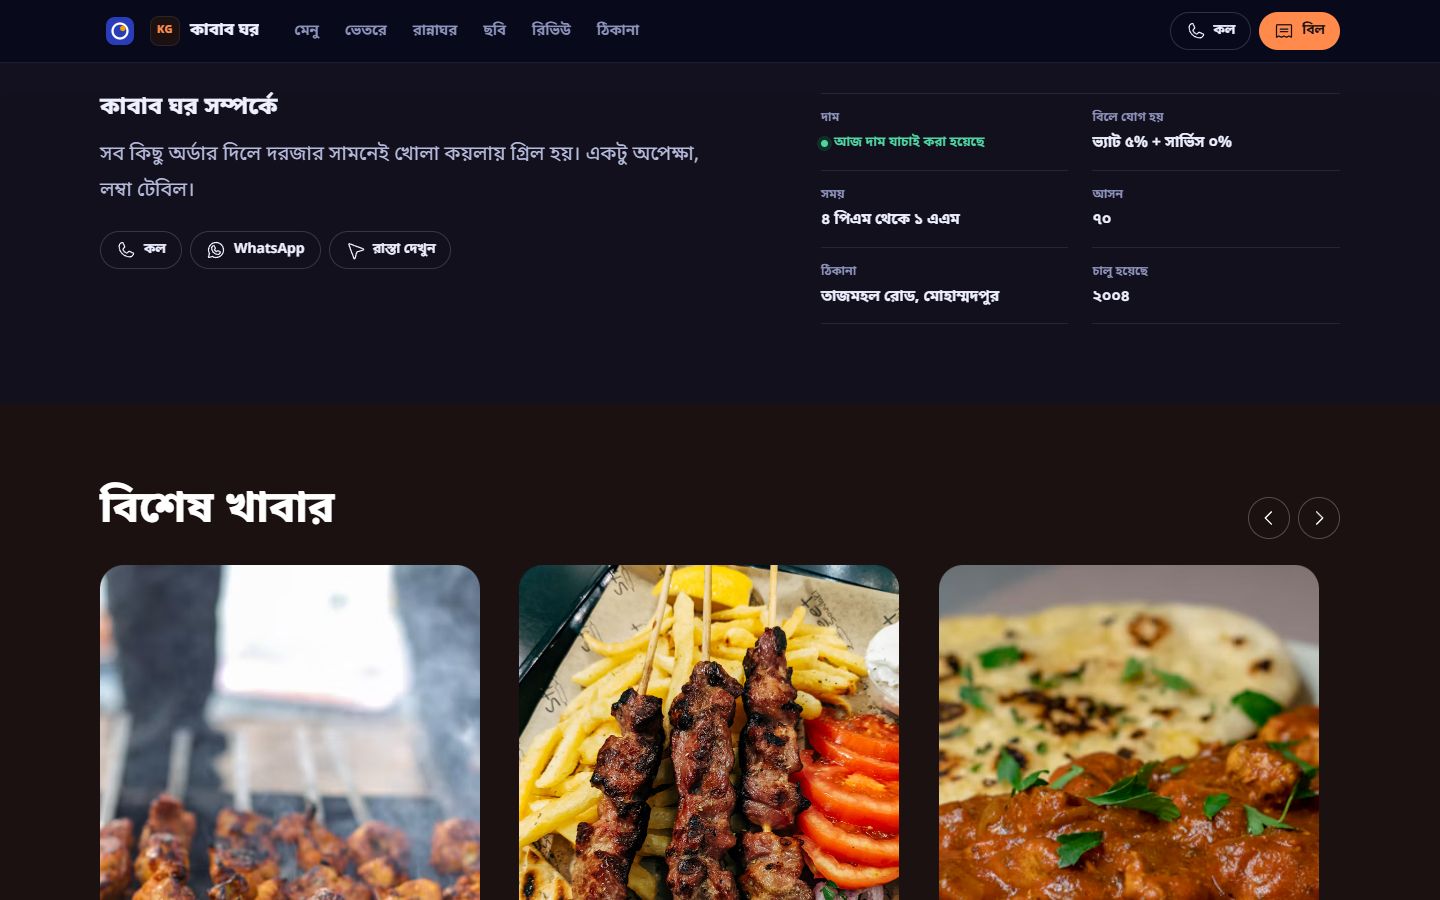 KG কাবাব ঘর মেনু ভেতরে রান্নাঘর ছবি রিভিউ ঠিকানা কল বিল
কাবাব ঘর সম্পর্কে
সব কিছু অর্ডার দিলে দরজার সামনেই খোলা কয়লায় গ্রিল হয়। একটু অপেক্ষা,
লম্বা টেবিল।
কল WhatsApp রাস্তা দেখুন
দাম
আজ দাম যাচাই করা হয়েছে
বিলে যোগ হয়
ভ্যাট ৫% + সার্ভিস ০%
সময়
৪ পিএম থেকে ১ এএম
আসন
৭০
ঠিকানা
তাজমহল রোড, মোহাম্মদপুর
চালু হয়েছে
২০০৪
বিশেষ খাবার